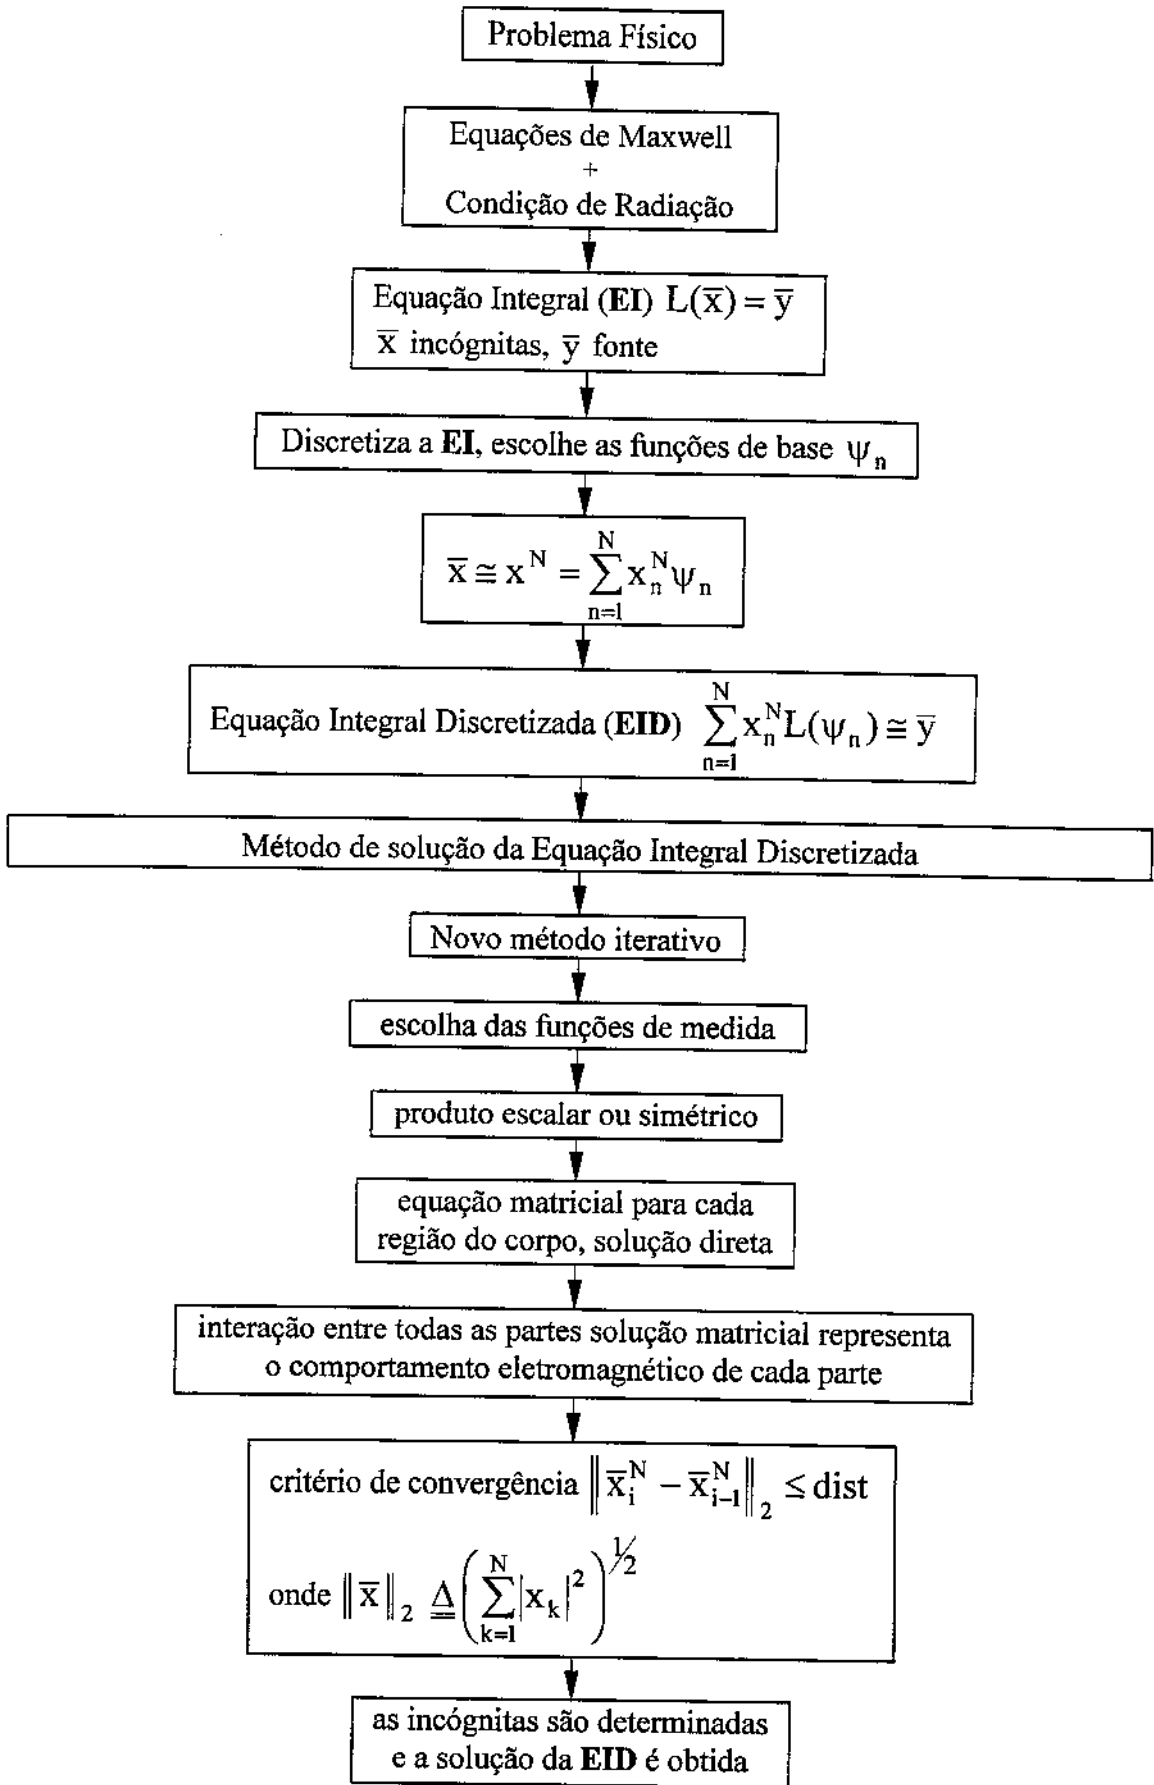 Problema Físico
Equações de Maxwell
+
Condição de Radiação
Equação Integral (EI) L(x̅) = y̅
x̅ incógnitas, y̅ fonte
Discretiza a EI, escolhe as funções de base ψ_n
x̅ ≅ x^N = ∑_{n=1}^{N} x_n^N ψ_n
Equação Integral Discretizada (EID) ∑_{n=1}^{N} x_n^N L(ψ_n) ≅ y̅
Método de solução da Equação Integral Discretizada
Novo método iterativo
escolha das funções de medida
produto escalar ou simétrico
equação matricial para cada
região do corpo, solução direta
interação entre todas as partes solução matricial representa
o comportamento eletromagnético de cada parte
critério de convergência ‖x̅_i^N − x̅_{i−1}^N‖_2 ≤ dist
onde ‖x̅‖_2 ≜ (∑_{k=1}^{N} |x_k|^2)^{1/2}
as incógnitas são determinadas
e a solução da EID é obtida